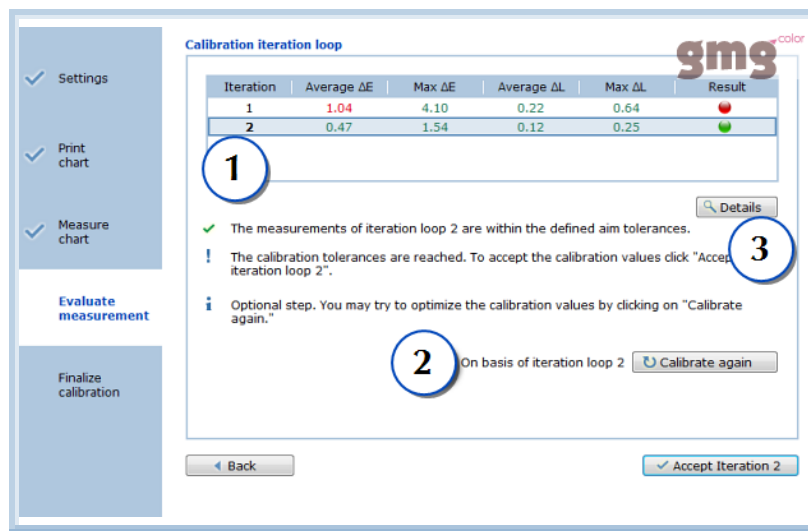 Calibration iteration loop
gmg color
Settings
Print
chart
Measure
chart
Evaluate
measurement
Finalize
calibration
Iteration Average ΔE Max ΔE Average ΔL Max ΔL Result
1 1.04 4.10 0.22 0.64
2 0.47 1.54 0.12 0.25
1
Details
The measurements of iteration loop 2 are within the defined aim tolerances.
3
The calibration tolerances are reached. To accept the calibration values click "Accep
iteration loop 2".
Optional step. You may try to optimize the calibration values by clicking on "Calibrate
again."
2
On basis of iteration loop 2 Calibrate again
Back
Accept Iteration 2